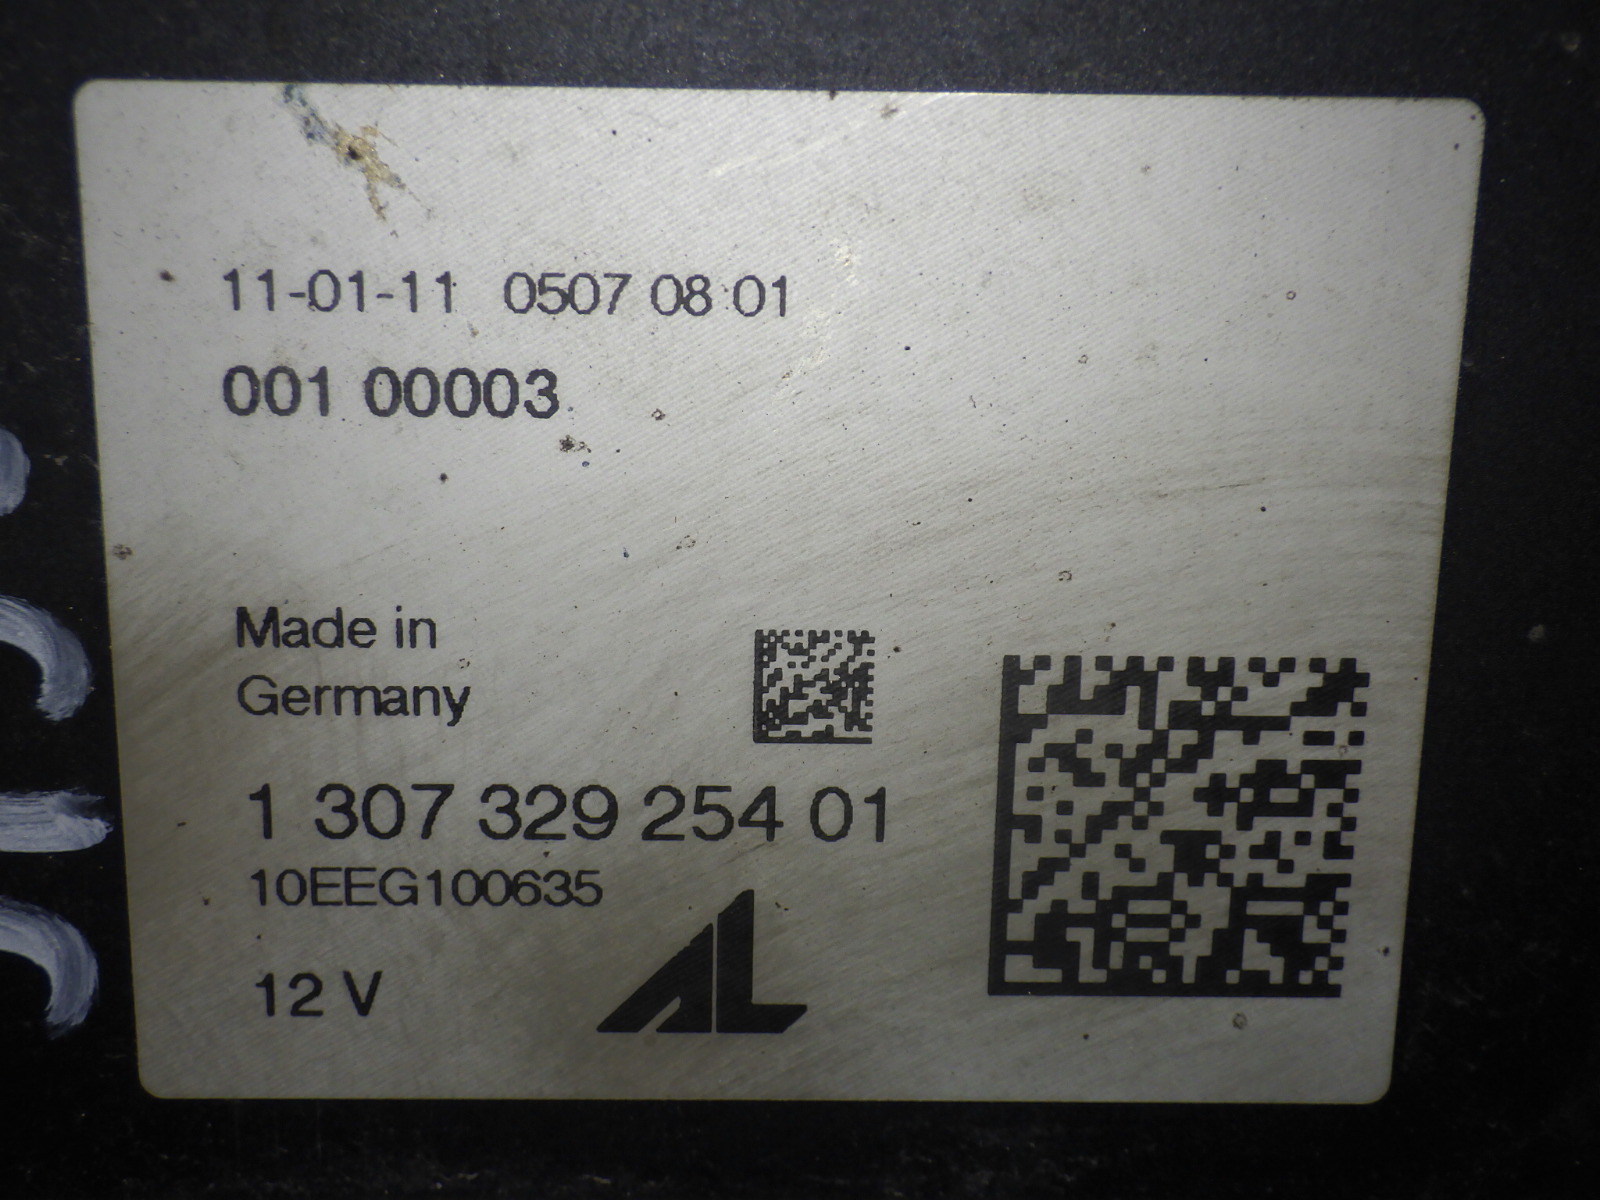 11-01-11 0507 08 01
001 00003
Made in
Germany
1 307 329 254 01
10EEG100635
12 V
AL